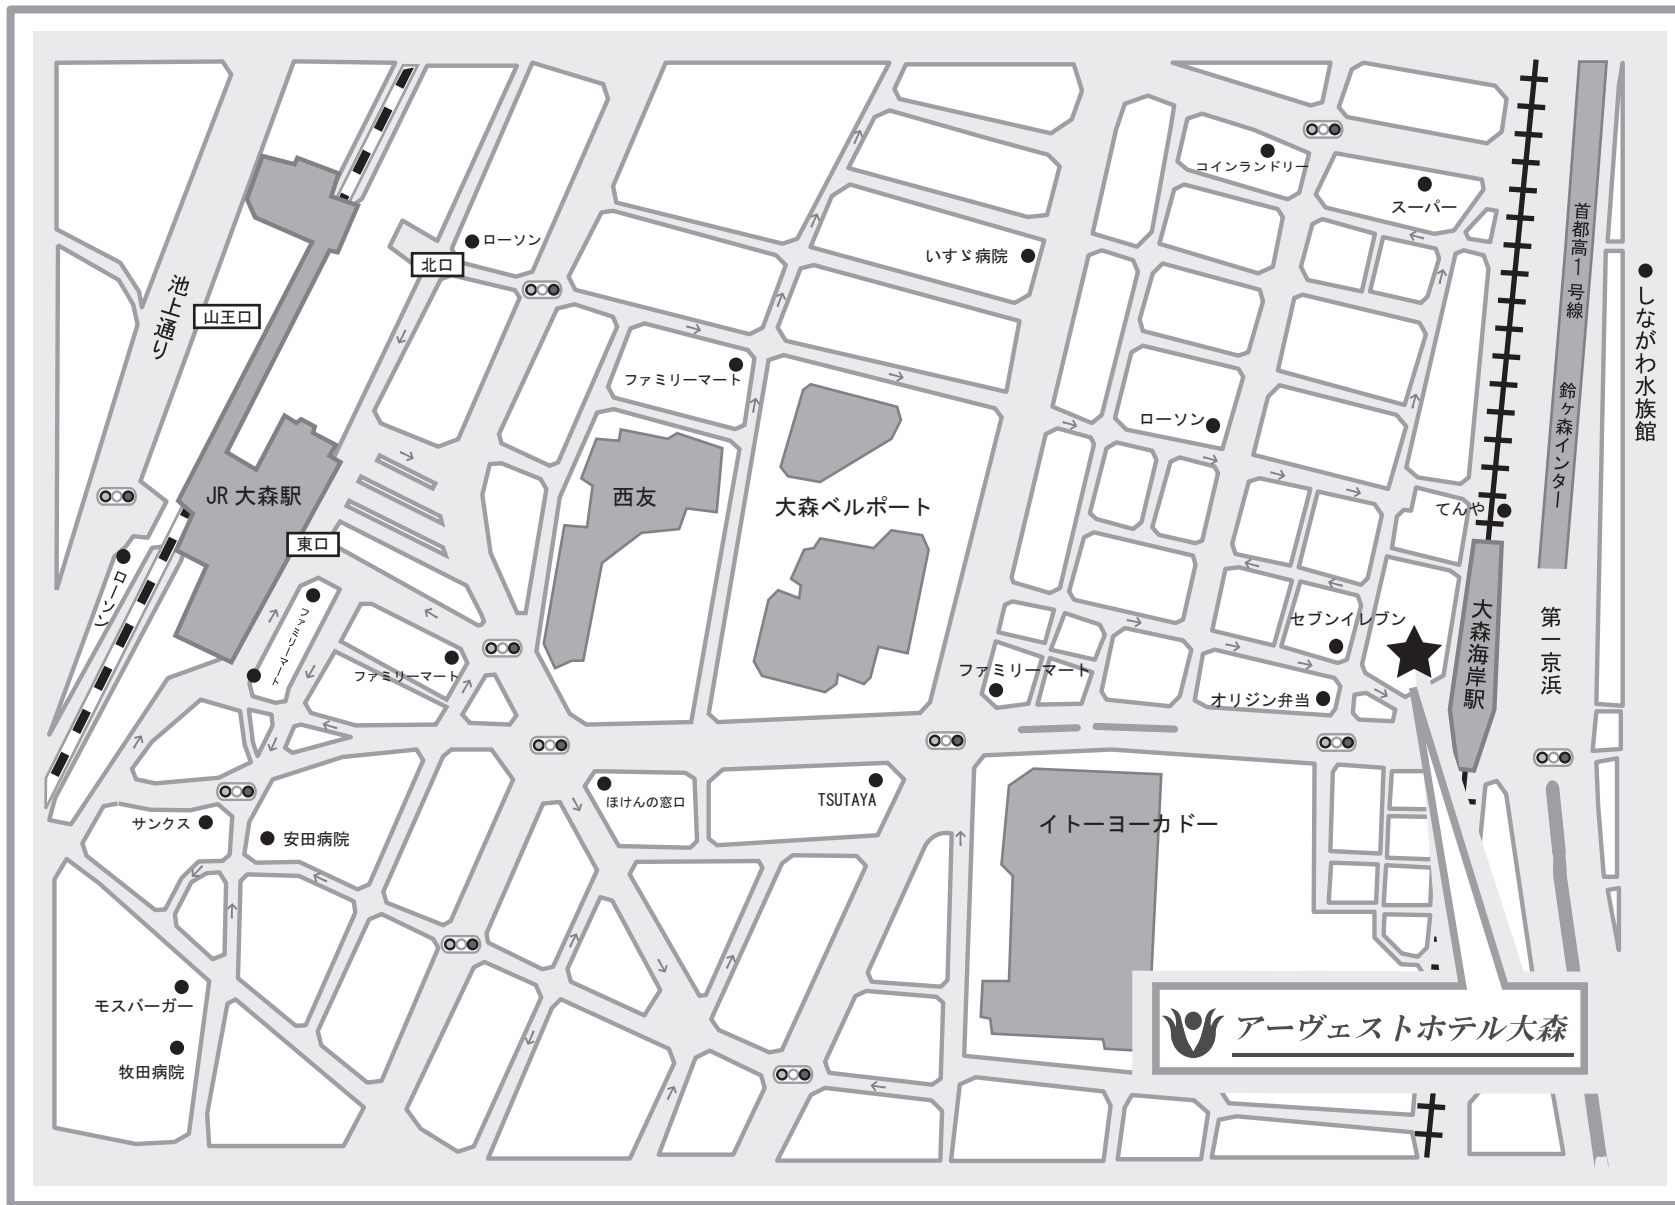 コインランドリー
スーパー
首都高1号線
ローソン
いすゞ病院
北口
池上通り
山王口
しながわ水族館
ファミリーマート
鈴ヶ森インター
ローソン
JR 大森駅
西友
大森ベルポート
てんや
東口
ローソン
ファミリーマート
ファミリーマート
セブンイレブン
大森海岸駅
第一京浜
ファミリーマート
オリジン弁当
ほけんの窓口
TSUTAYA
サンクス
安田病院
イトーヨーカドー
モスバーガー
牧田病院
アーヴェストホテル大森